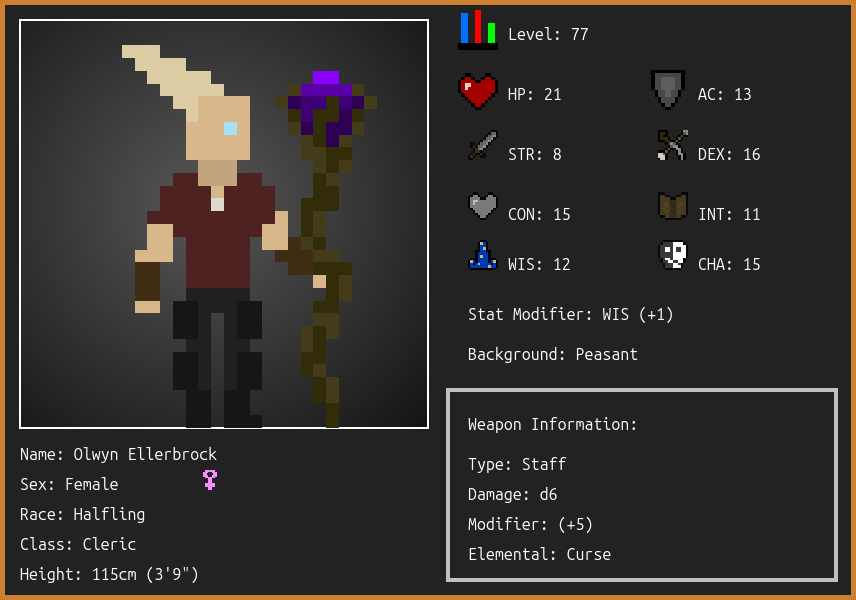 Level: 77
HP: 21
AC: 13
STR: 8
DEX: 16
CON: 15
INT: 11
WIS: 12
CHA: 15
Stat Modifier: WIS (+1)
Background: Peasant
Weapon Information:
Type: Staff
Damage: d6
Modifier: (+5)
Elemental: Curse
Name: Olwyn Ellerbrock
Sex: Female
Race: Halfling
Class: Cleric
Height: 115cm (3'9")